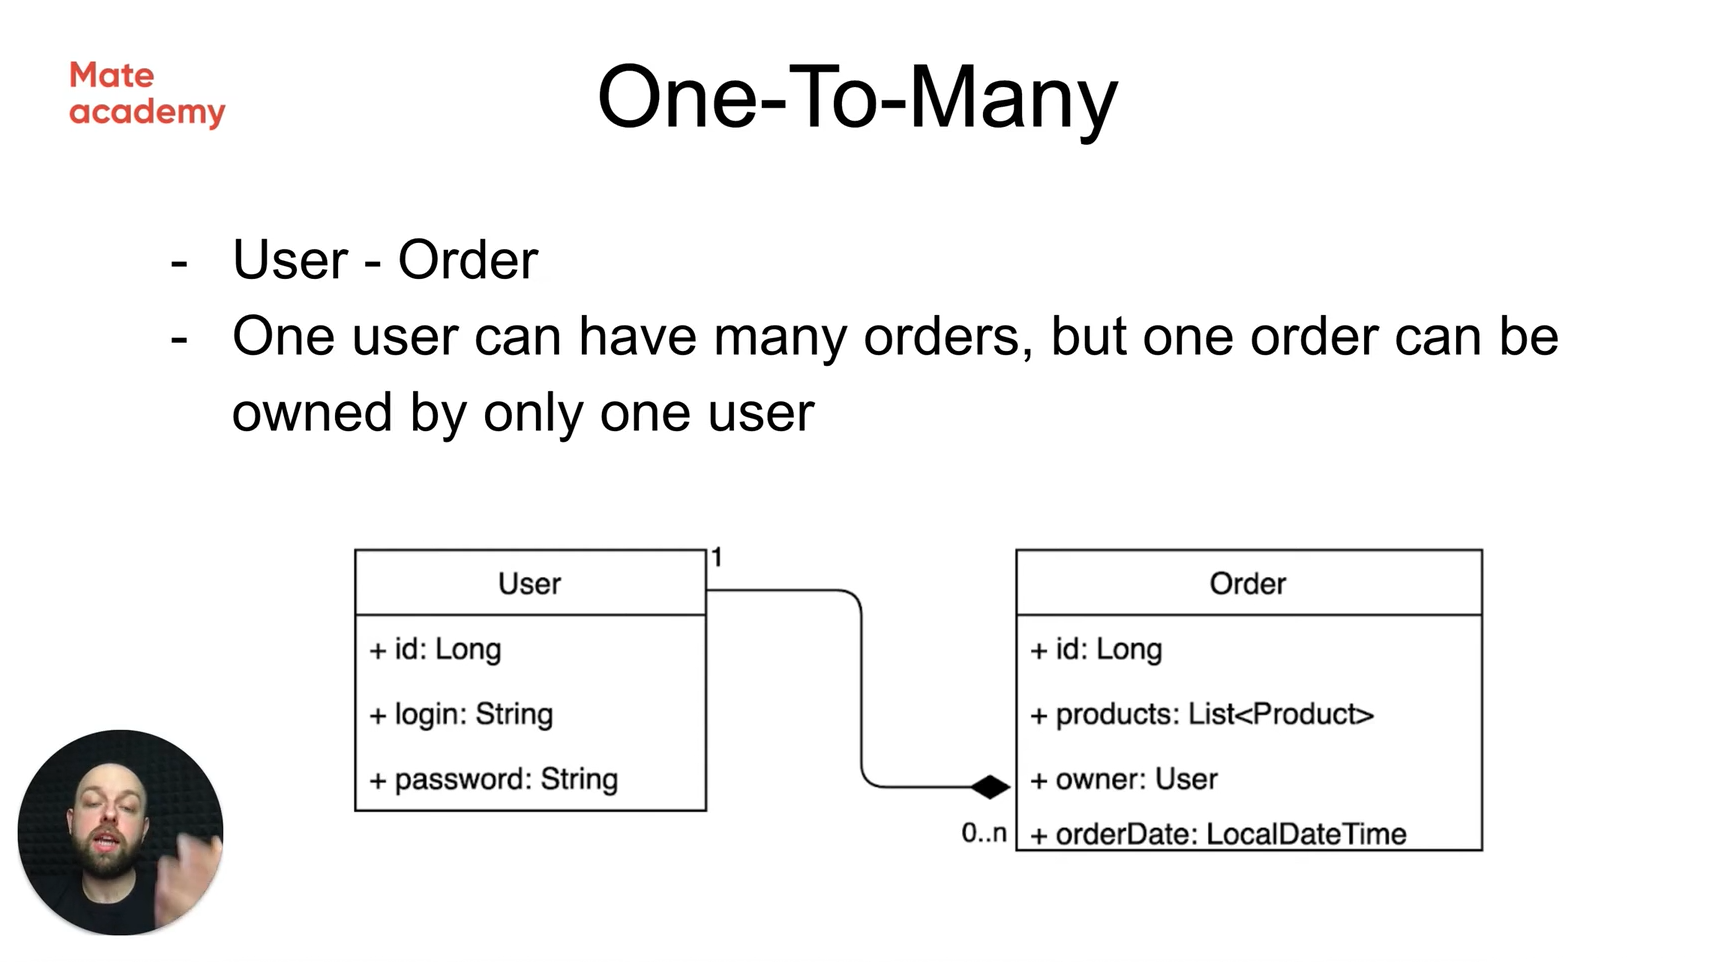 Mate
academy
One-To-Many
- User - Order
- One user can have many orders, but one order can be
owned by only one user
User
+ id: Long
+ login: String
+ password: String
1
0..n
Order
+ id: Long
+ products: List<Product>
+ owner: User
+ orderDate: LocalDateTime